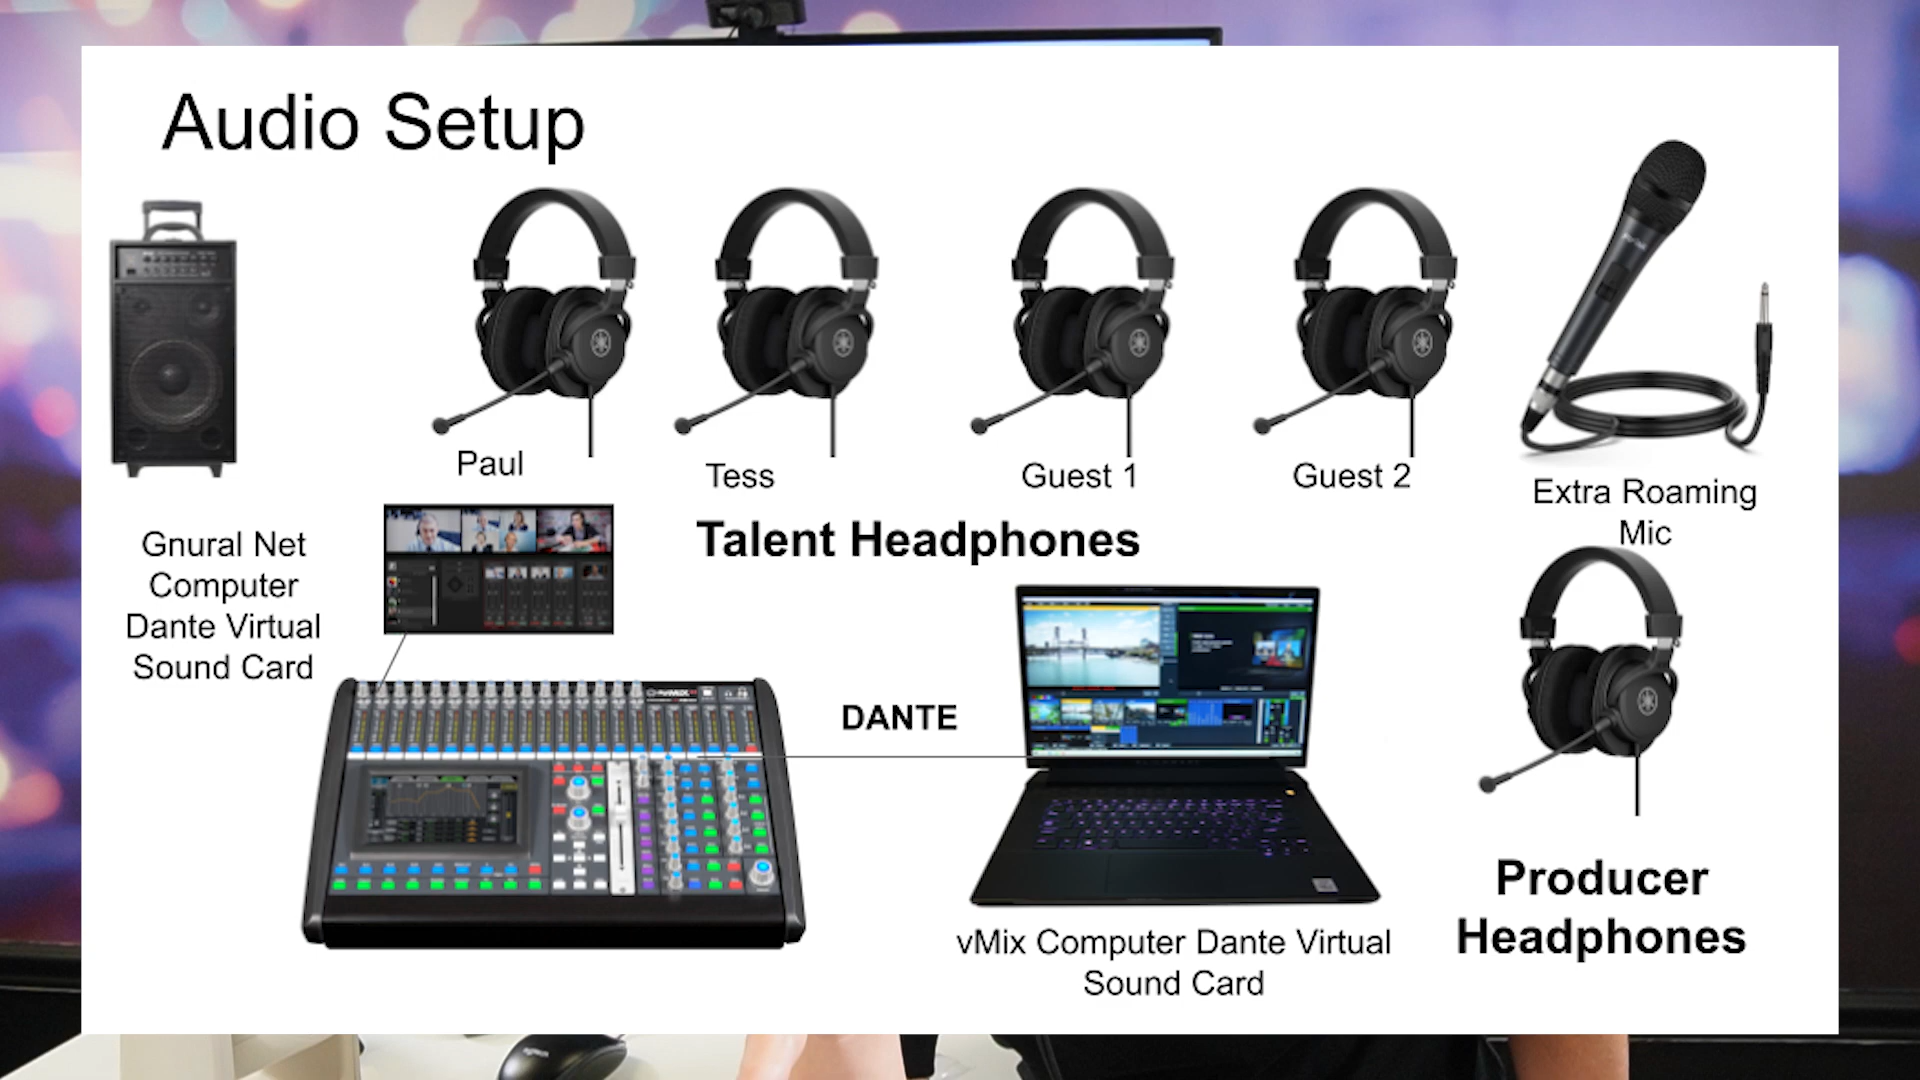 Audio Setup
Paul
Tess
Guest 1
Guest 2
Extra Roaming
Mic
Talent Headphones
Gnural Net
Computer
Dante Virtual
Sound Card
DANTE
vMix Computer Dante Virtual
Sound Card
Producer
Headphones